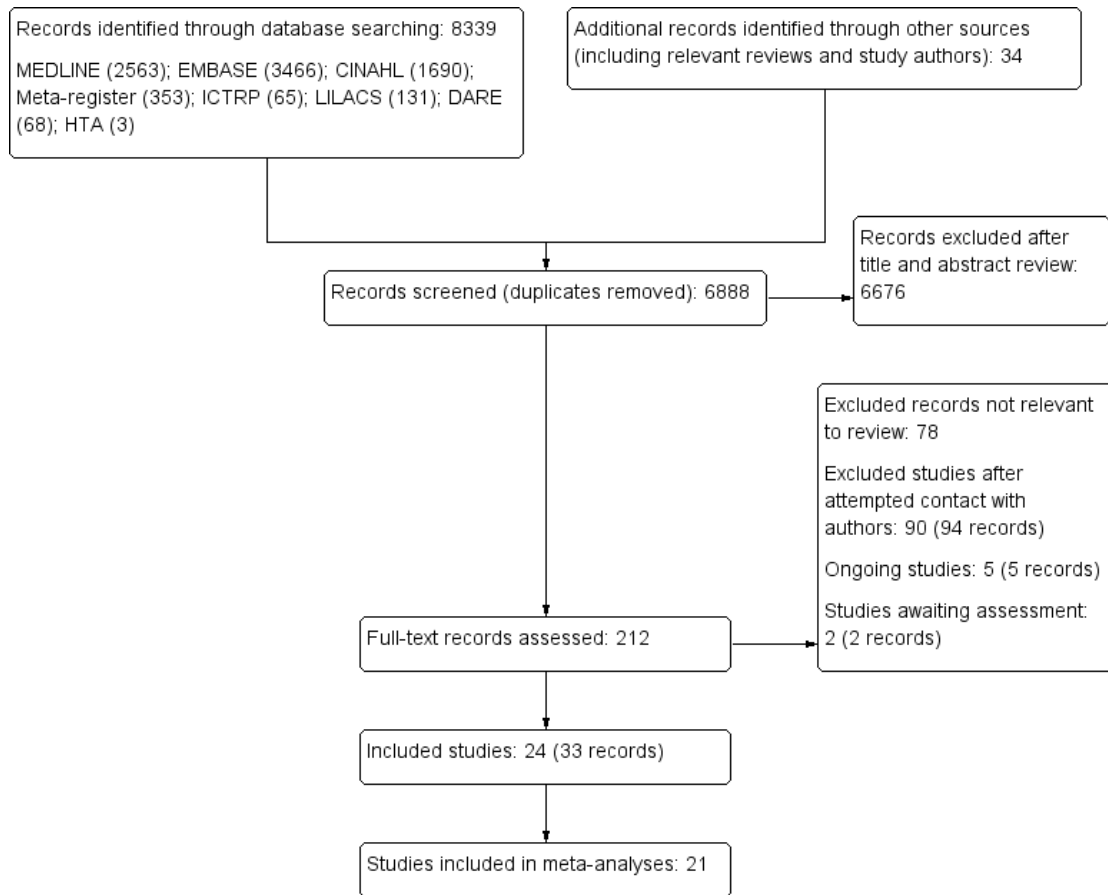 Records identified through database searching: 8339
MEDLINE (2563); EMBASE (3466); CINAHL (1690);
Meta-register (353); ICTRP (65); LILACS (131); DARE
(68); HTA (3)
Additional records identified through other sources
(including relevant reviews and study authors): 34
Records excluded after
title and abstract review:
6676
Records screened (duplicates removed): 6888
Excluded records not relevant
to review: 78
Excluded studies after
attempted contact with
authors: 90 (94 records)
Ongoing studies: 5 (5 records)
Studies awaiting assessment:
2 (2 records)
Full-text records assessed: 212
Included studies: 24 (33 records)
Studies included in meta-analyses: 21